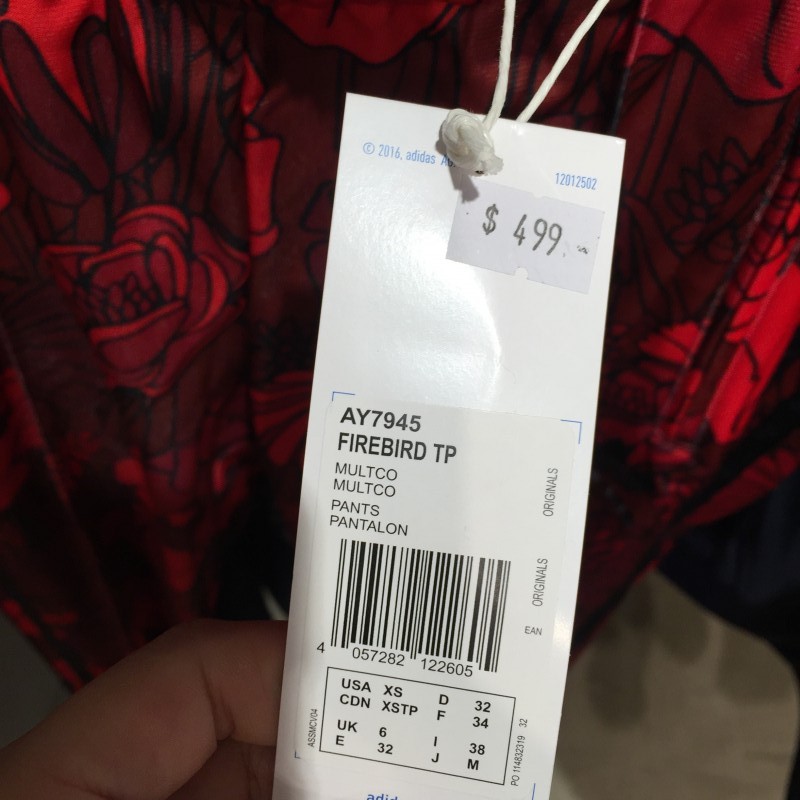 © 2016, adidas
12012502
$ 499.-
AY7945
FIREBIRD TP
MULTCO
MULTCO
PANTS
PANTALON
ORIGINALS
ORIGINALS
EAN
4 057282 122605
USA XS D 32
CDN XSTP F 34
UK 6 I 38
E 32 J M
ASSMCV04
PO 114832319 32